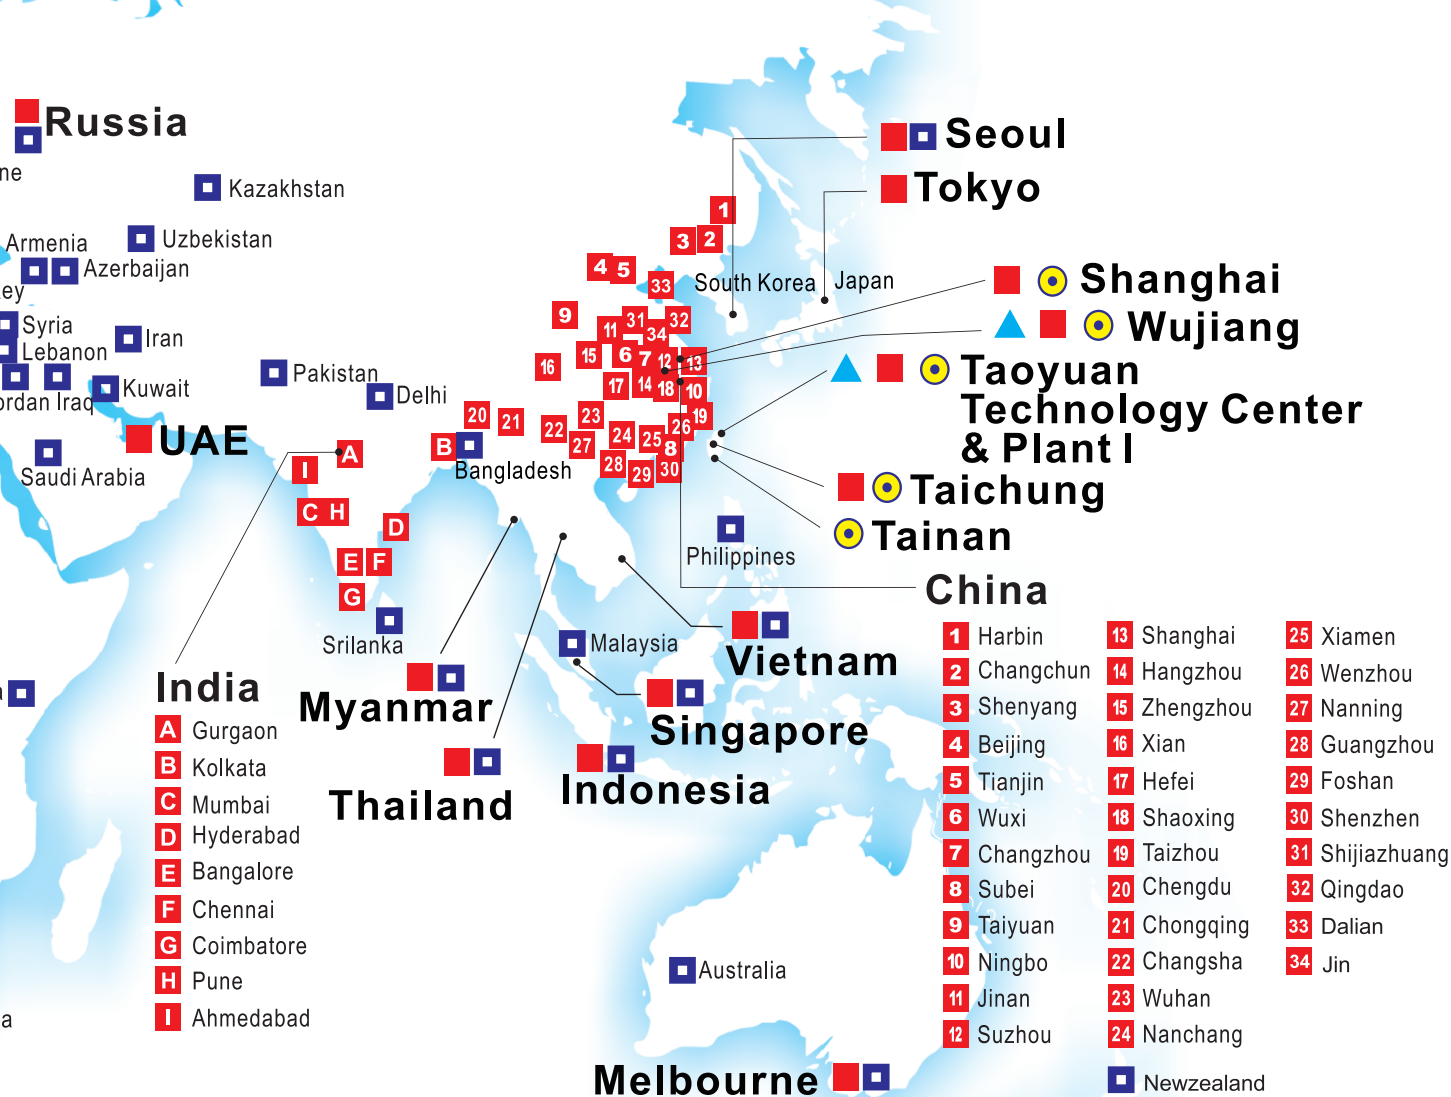 Russia
ne
Kazakhstan
Armenia
Uzbekistan
Azerbaijan
ey
Syria
Lebanon
Iran
ordan Iraq
Kuwait
Pakistan
Delhi
UAE
Saudi Arabia
Seoul
Tokyo
South Korea
Japan
Shanghai
Wujiang
Taoyuan
Technology Center
& Plant I
Taichung
Tainan
1
3
2
4
5
33
9
11
31
32
34
15
6
7
12
13
16
17
14
18
10
20
21
22
23
19
24
25
26
27
8
28
29
30
A
I
B
Bangladesh
C
H
D
E
F
G
Srilanka
Philippines
Malaysia
Vietnam
Myanmar
Singapore
Thailand
Indonesia
Australia
Melbourne
a
India
A Gurgaon
B Kolkata
C Mumbai
D Hyderabad
E Bangalore
F Chennai
G Coimbatore
H Pune
I Ahmedabad
China
1 Harbin
2 Changchun
3 Shenyang
4 Beijing
5 Tianjin
6 Wuxi
7 Changzhou
8 Subei
9 Taiyuan
10 Ningbo
11 Jinan
12 Suzhou
13 Shanghai
14 Hangzhou
15 Zhengzhou
16 Xian
17 Hefei
18 Shaoxing
19 Taizhou
20 Chengdu
21 Chongqing
22 Changsha
23 Wuhan
24 Nanchang
25 Xiamen
26 Wenzhou
27 Nanning
28 Guangzhou
29 Foshan
30 Shenzhen
31 Shijiazhuang
32 Qingdao
33 Dalian
34 Jin
Newzealand